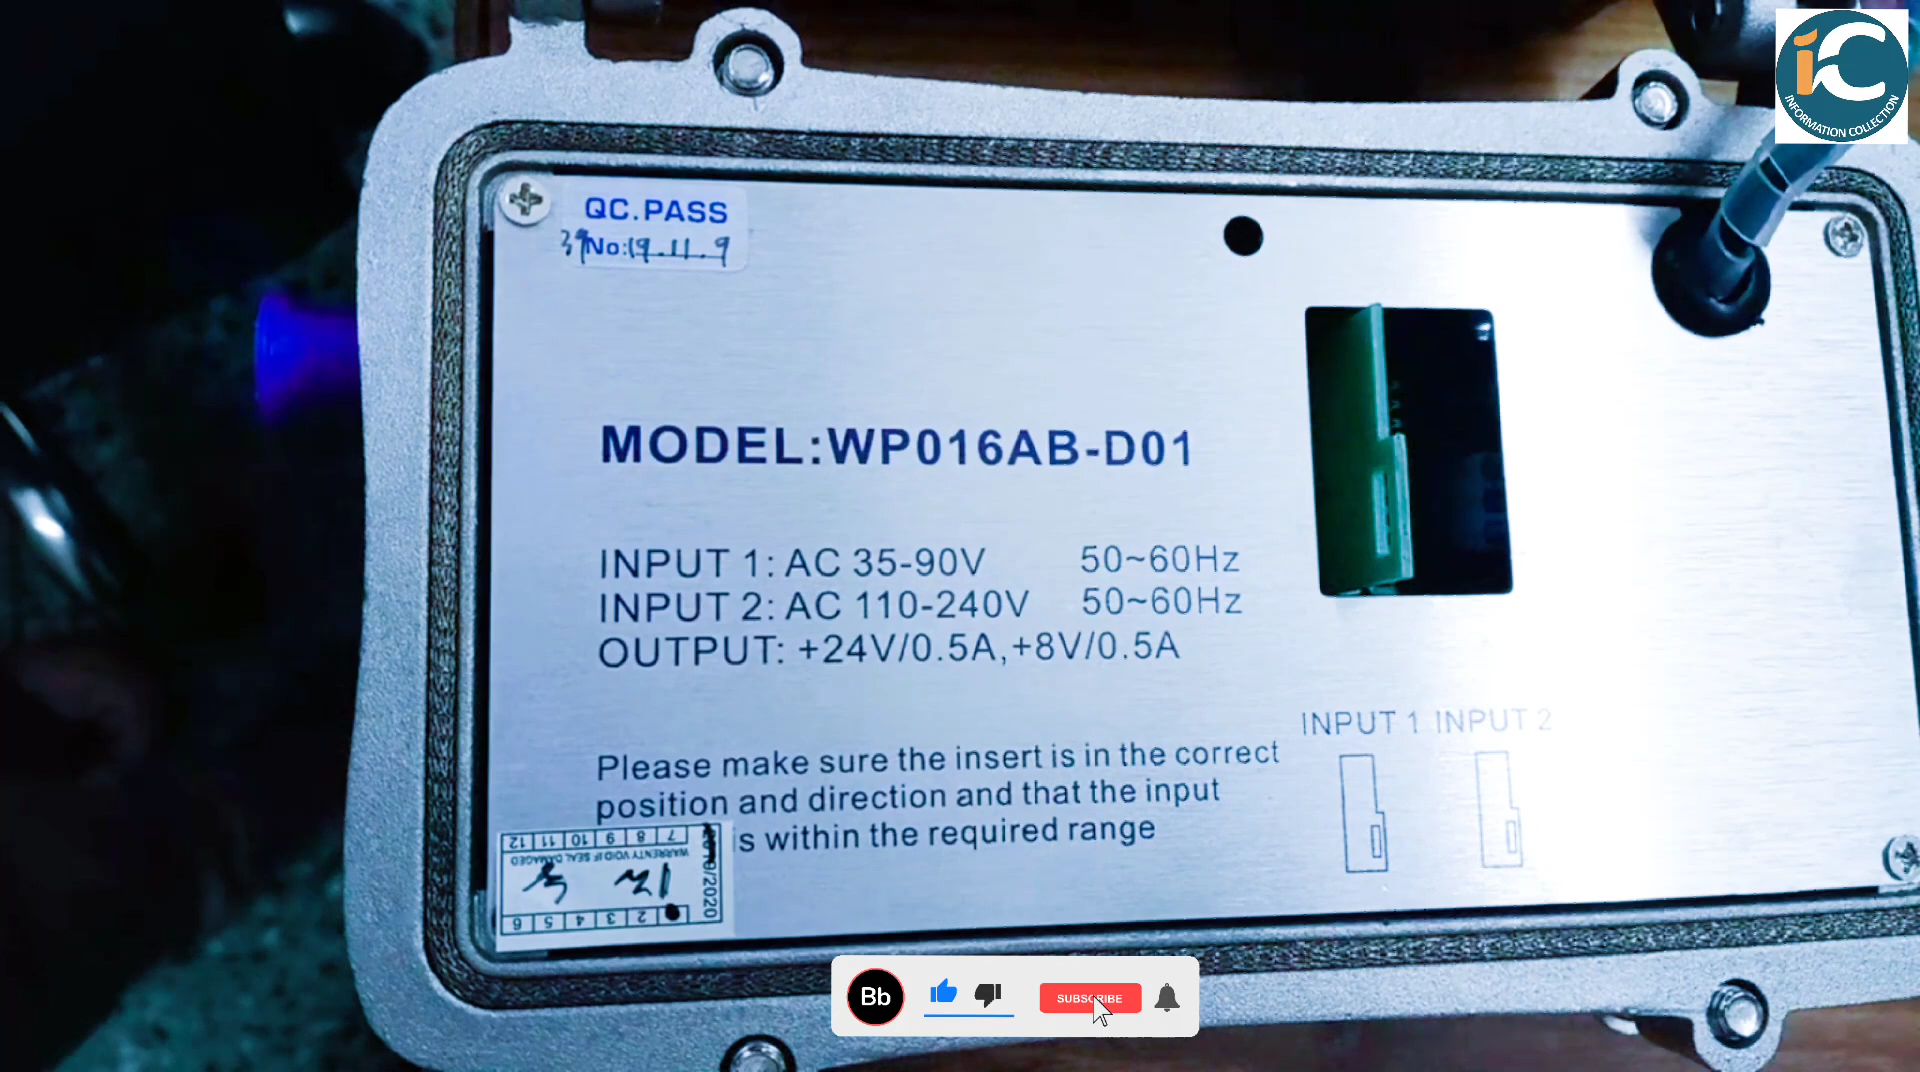 iC
INFORMATION COLLECTION
QC.PASS
No:19.11.9
MODEL:WP016AB-D01
INPUT 1: AC 35-90V 50~60Hz
INPUT 2: AC 110-240V 50~60Hz
OUTPUT: +24V/0.5A,+8V/0.5A
INPUT 1 INPUT 2
Please make sure the insert is in the correct
position and direction and that the input
is within the required range
7 8 9 10 11 12
WARRENTY VOID IF SEAL DAMAGED
/2020
2 3 4 5 6
Bb
SUBSCRIBE